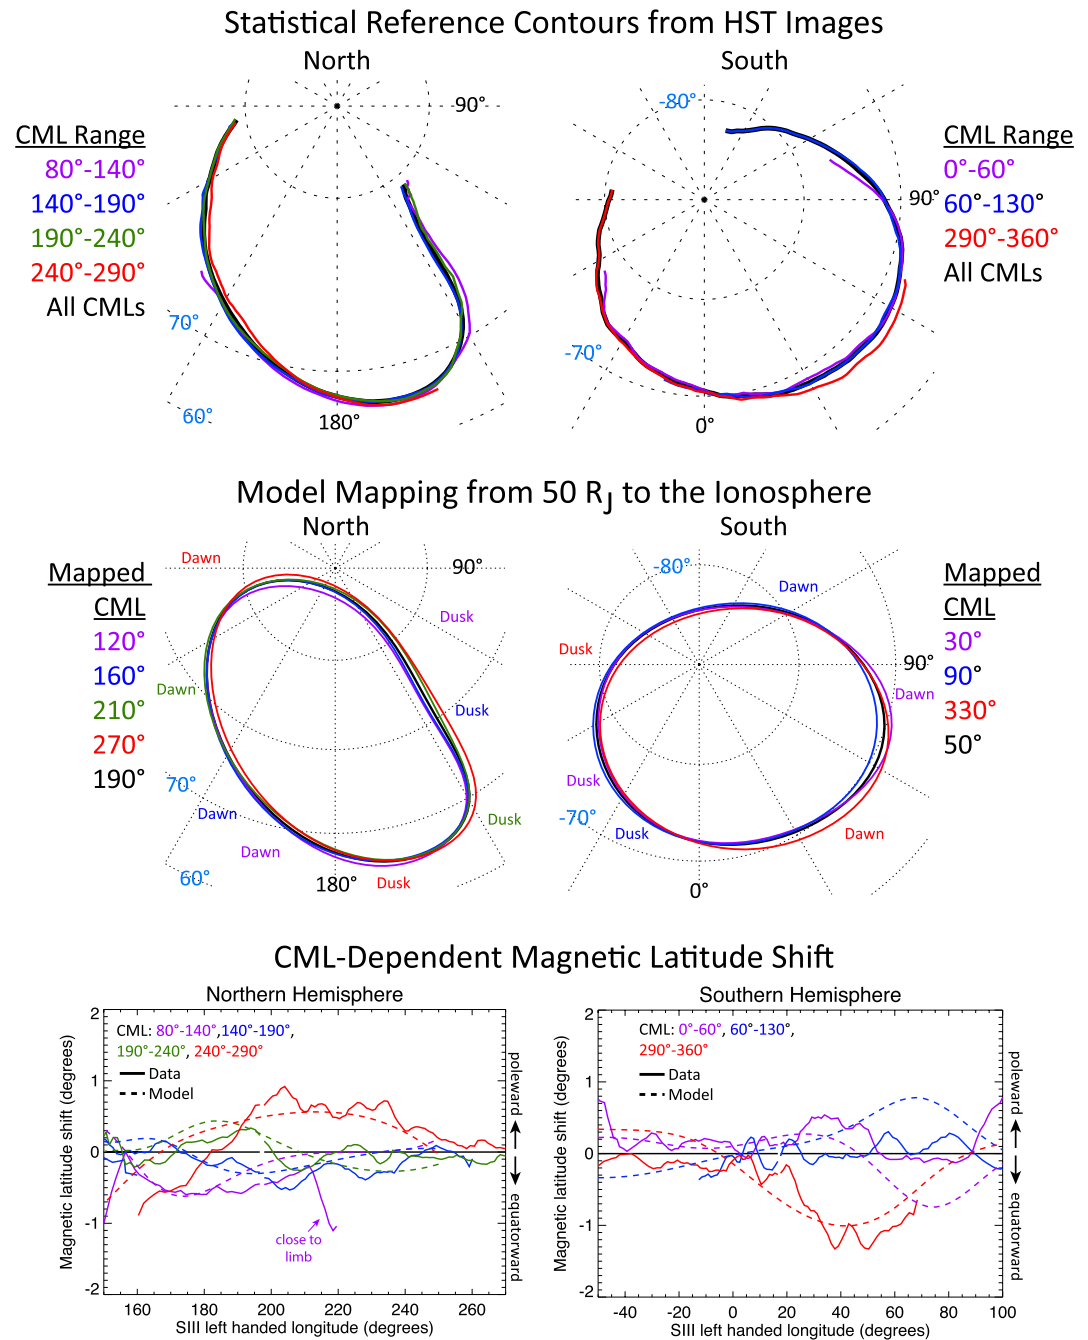 Statistical Reference Contours from HST Images
North
South
CML Range
80°-140°
140°-190°
190°-240°
240°-290°
All CMLs
90°
70°
60°
180°
-80°
90°
-70°
0°
CML Range
0°-60°
60°-130°
290°-360°
All CMLs
Model Mapping from 50 RJ to the Ionosphere
North
South
Mapped
CML
120°
160°
210°
270°
190°
Dawn
90°
Dusk
Dawn
Dusk
70°
Dawn
Dusk
Dawn
60°
180°
Dusk
-80°
Dawn
Dusk
90°
Dawn
Dusk
-70°
Dusk
Dawn
0°
Mapped
CML
30°
90°
330°
50°
CML-Dependent Magnetic Latitude Shift
Northern Hemisphere
CML: 80°-140°,140°-190°,
190°-240°, 240°-290°
Data
Model
Magnetic latitude shift (degrees)
2
1
0
-1
-2
close to
limb
poleward
equatorward
160 180 200 220 240 260
SIII left handed longitude (degrees)
Southern Hemisphere
CML: 0°-60°, 60°-130°,
290°-360°
Data
Model
Magnetic latitude shift (degrees)
2
1
0
-1
-2
poleward
equatorward
-40 -20 0 20 40 60 80 100
SIII left handed longitude (degrees)